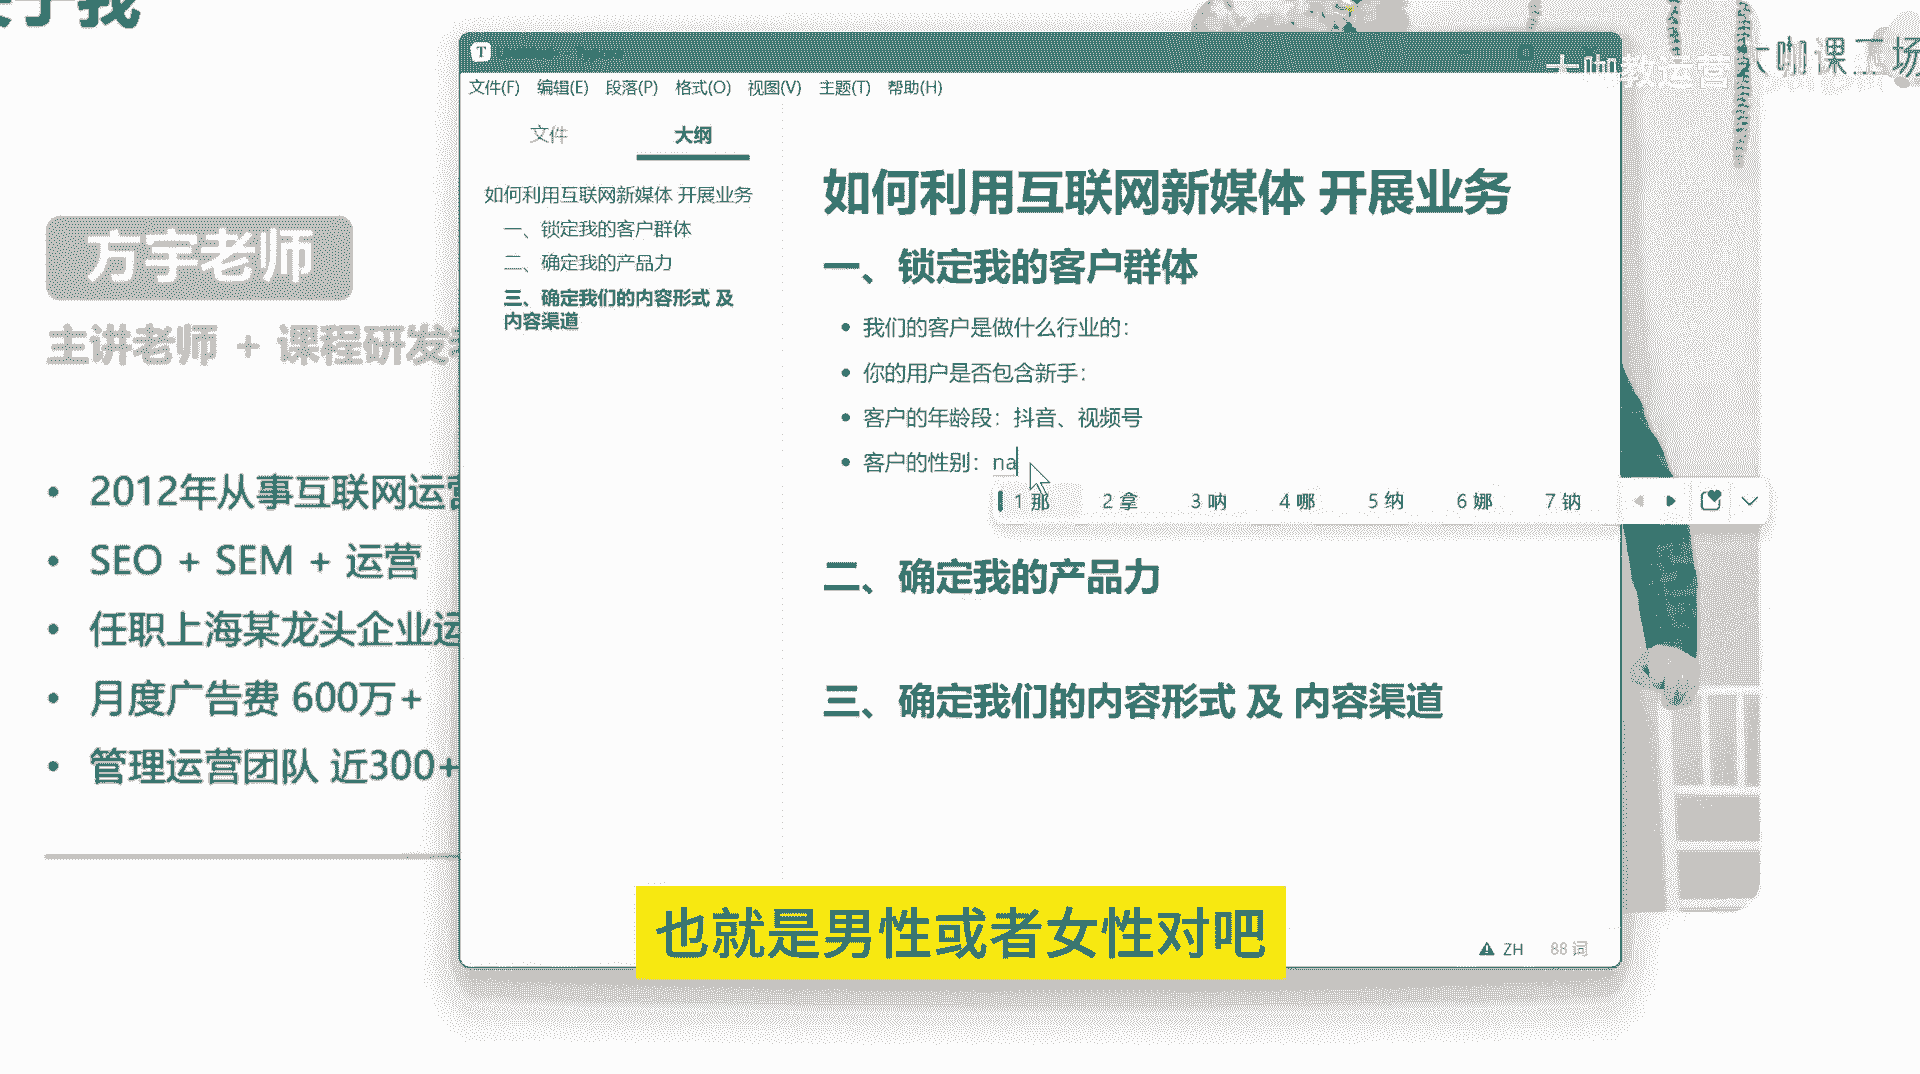 关于我
大咖教运营
大咖课工场
方宇老师
主讲老师 + 课程研发
2012年从事互联网运营
SEO + SEM + 运营
任职上海某龙头企业运
月度广告费 600万+
管理运营团队 近300+
T
文件(F) 编辑(E) 段落(P) 格式(O) 视图(V) 主题(T) 帮助(H)
文件 大纲
如何利用互联网新媒体 开展业务
一、锁定我的客户群体
二、确定我的产品力
三、确定我们的内容形式 及
内容渠道
如何利用互联网新媒体 开展业务
一、锁定我的客户群体
我们的客户是做什么行业的：
你的用户是否包含新手：
客户的年龄段：抖音、视频号
客户的性别：na
1 那 2 拿 3 呐 4 哪 5 纳 6 娜 7 钠
二、确定我的产品力
三、确定我们的内容形式 及 内容渠道
ZH 88 词
也就是男性或者女性对吧